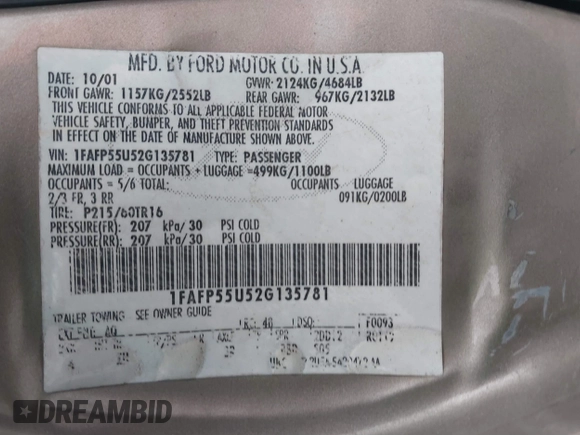 MFD. BY FORD MOTOR CO. IN U.S.A.
DATE: 10/01 GVWR: 2124KG/4684LB
FRONT GAWR: 1157KG/2552LB REAR GAWR: 967KG/2132LB
THIS VEHICLE CONFORMS TO ALL APPLICABLE FEDERAL MOTOR
VEHICLE SAFETY, BUMPER, AND THEFT PREVENTION STANDARDS
IN EFFECT ON THE DATE OF MANUFACTURE SHOWN ABOVE.
VIN: 1FAFP55U52G135781 TYPE: PASSENGER
MAXIMUM LOAD = OCCUPANTS + LUGGAGE = 499KG/1100LB
OCCUPANTS = 5/6 TOTAL: OCCUPANTS LUGGAGE
2/3 FR, 3 RR 091KG/0200LB
TIRE: P215/60TR16
PRESSURE(FR): 207 kPa/30 PSI COLD
PRESSURE(RR): 207 kPa/30 PSI COLD
1FAFP55U52G135781
TRAILER TOWING - SEE OWNER GUIDE
F0093
DREAMBID